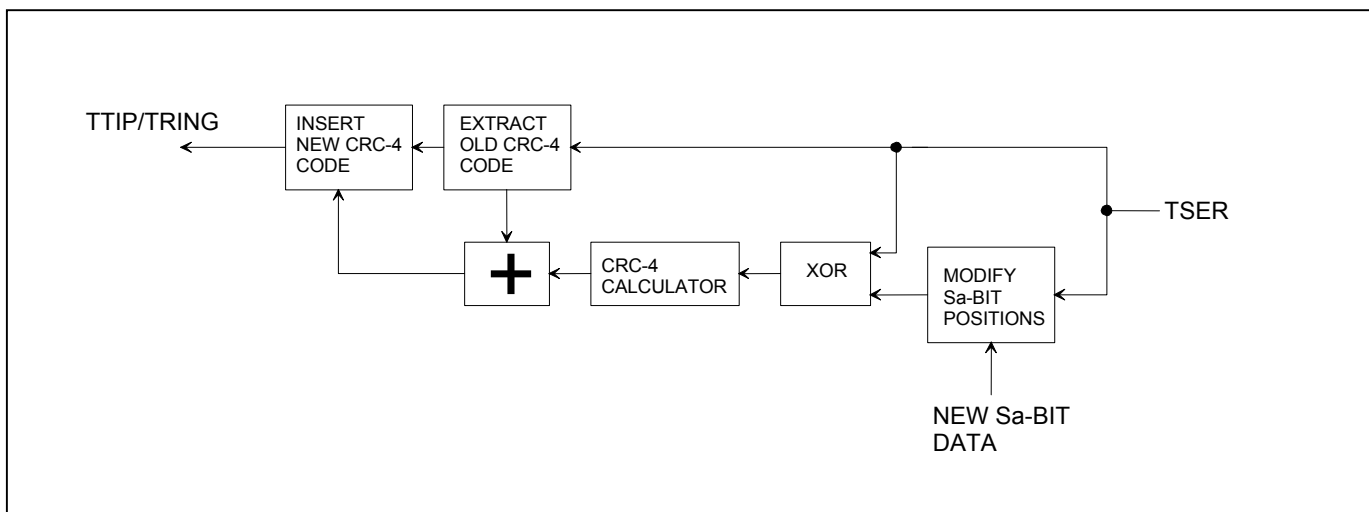 TTIP/TRING
INSERT
NEW CRC-4
CODE
EXTRACT
OLD CRC-4
CODE
TSER
+
CRC-4
CALCULATOR
XOR
MODIFY
Sa-BIT
POSITIONS
NEW Sa-BIT
DATA